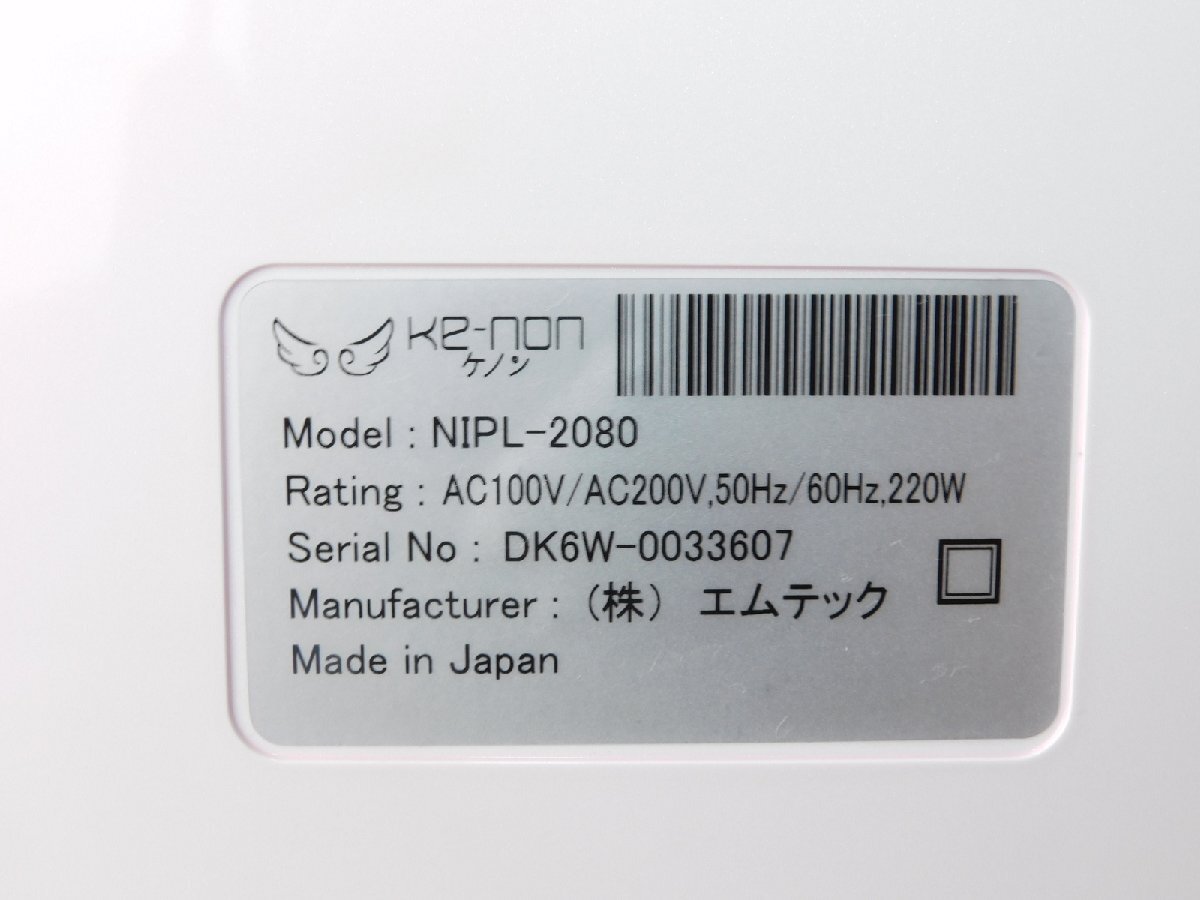 ke-non
ケノン
Model : NIPL-2080
Rating : AC100V/AC200V,50Hz/60Hz,220W
Serial No : DK6W-0033607
Manufacturer : (株) エムテック
Made in Japan